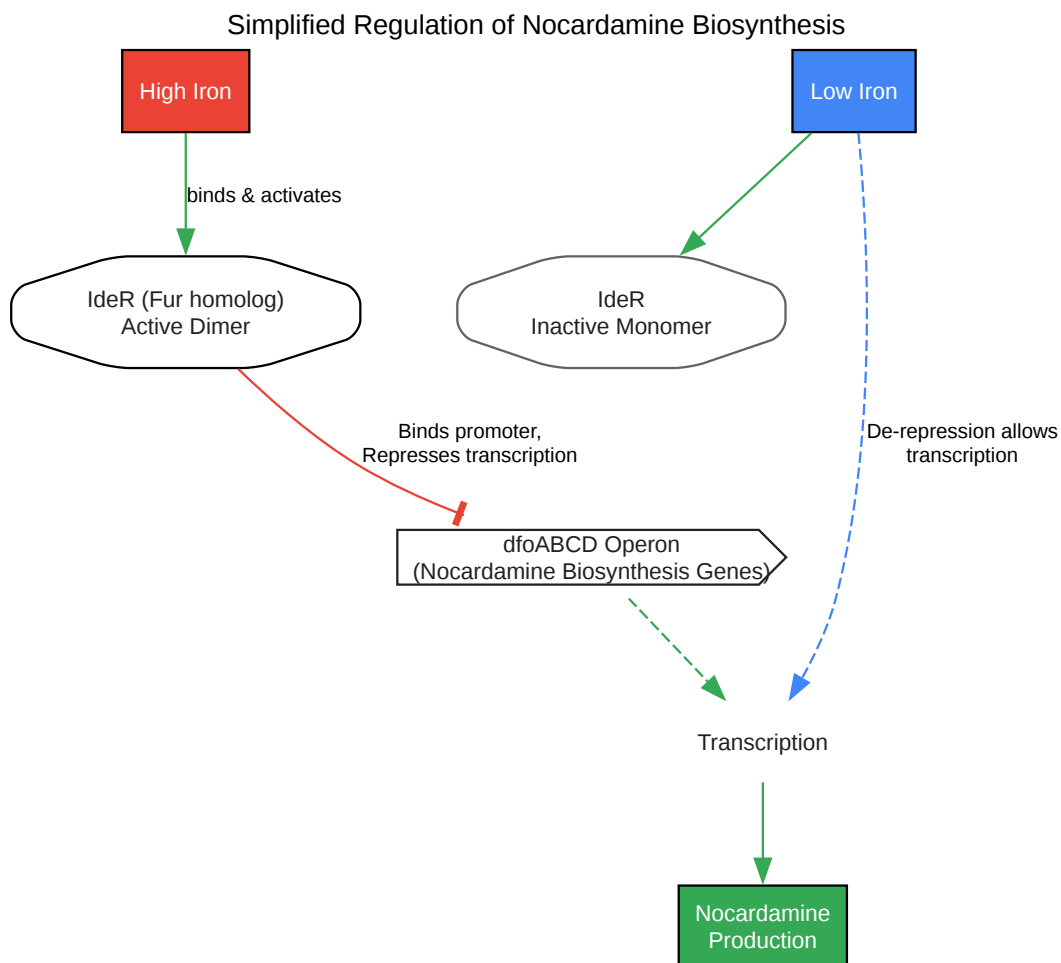 Simplified Regulation of Nocardamine Biosynthesis
High Iron
Low Iron
binds & activates
IdeR (Fur homolog)
Active Dimer
IdeR
Inactive Monomer
Binds promoter,
Represses transcription
De-repression allows
transcription
dfoABCD Operon
(Nocardamine Biosynthesis Genes)
Transcription
Nocardamine
Production